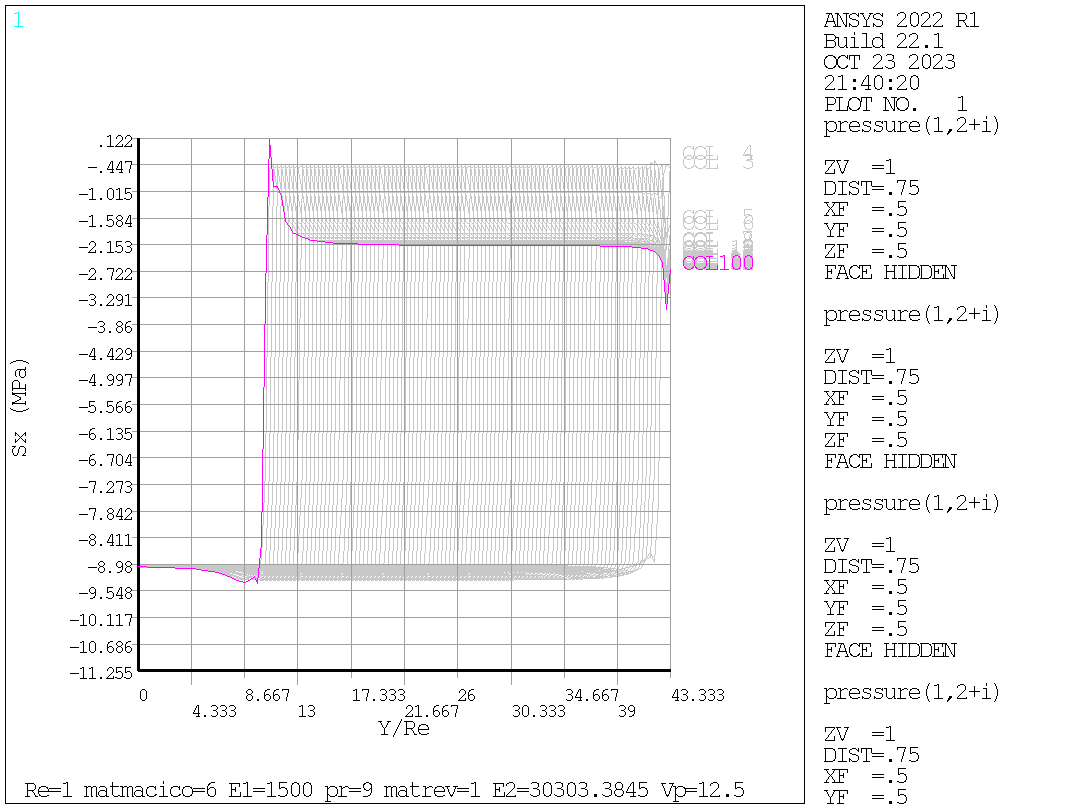 1
ANSYS 2022 R1
Build 22.1
OCT 23 2023
21:40:20
PLOT NO. 1
pressure(1,2+i)
ZV =1
DIST=.75
XF =.5
YF =.5
ZF =.5
FACE HIDDEN
pressure(1,2+i)
ZV =1
DIST=.75
XF =.5
YF =.5
ZF =.5
FACE HIDDEN
pressure(1,2+i)
ZV =1
DIST=.75
XF =.5
YF =.5
ZF =.5
FACE HIDDEN
pressure(1,2+i)
ZV =1
DIST=.75
XF =.5
YF =.5
.122
-.447
-1.015
-1.584
-2.153
-2.722
-3.291
-3.86
-4.429
-4.997
-5.566
-6.135
-6.704
-7.273
-7.842
-8.411
-8.98
-9.548
-10.117
-10.686
-11.255
Sx (MPa)
COL 4
COL 3
COL 5
COL100
0 8.667 17.333 26 34.667 43.333
4.333 13 21.667 30.333 39
Y/Re
Re=1 matmacico=6 E1=1500 pr=9 matrev=1 E2=30303.3845 Vp=12.5